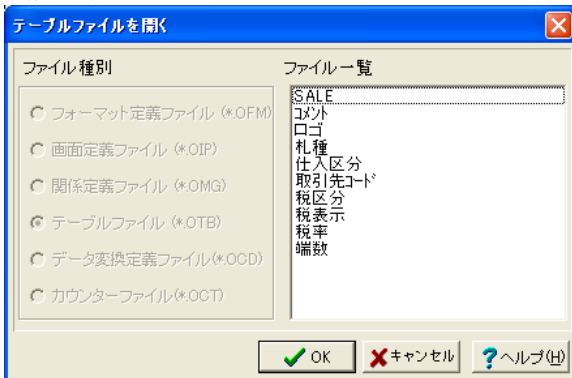 テーブルファイルを開く
ファイル種別
フォーマット定義ファイル (*.OFM)
画面定義ファイル (*.OIP)
関係定義ファイル (*.OMG)
テーブルファイル (*.OTB)
データ変換定義ファイル(*.OCD)
カウンターファイル(*.OCT)
ファイル一覧
SALE
コメント
ロゴ
札種
仕入区分
取引先コード
税区分
税表示
税率
端数
OK
キャンセル
ヘルプ(H)